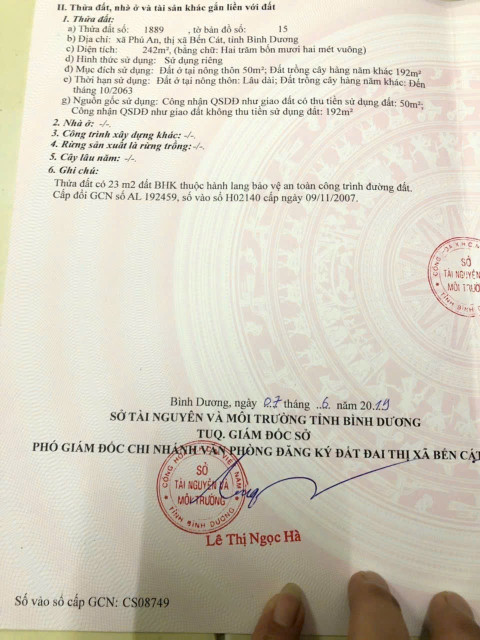 II. Thửa đất, nhà ở và tài sản khác gắn liền với đất
1. Thửa đất:
a) Thửa đất số: 1889 , tờ bản đồ số: 15
b) Địa chỉ: xã Phú An, thị xã Bến Cát, tỉnh Bình Dương
c) Diện tích: 242m², (bằng chữ: Hai trăm bốn mươi hai mét vuông)
d) Hình thức sử dụng: Sử dụng riêng
đ) Mục đích sử dụng: Đất ở tại nông thôn 50m²; Đất trồng cây hàng năm khác 192m²
e) Thời hạn sử dụng: Đất ở tại nông thôn: Lâu dài; Đất trồng cây hàng năm khác: Đến
tháng 10/2063
g) Nguồn gốc sử dụng: Công nhận QSDĐ như giao đất có thu tiền sử dụng đất: 50m²;
Công nhận QSDĐ như giao đất không thu tiền sử dụng đất: 192m²
2. Nhà ở: -/-.
3. Công trình xây dựng khác: -/-.
4. Rừng sản xuất là rừng trồng: -/-.
5. Cây lâu năm: -/-.
6. Ghi chú:
Thửa đất có 23 m2 đất BHK thuộc hành lang bảo vệ an toàn công trình đường đất.
Cấp đổi GCN số AL 192459, số vào sổ H02140 cấp ngày 09/11/2007.
SỞ
TÀI NGUYÊN
MÔI TRƯỜ
TỈNH BÌNH D
Bình Dương, ngày 07 tháng ..6. năm 2019
SỞ TÀI NGUYÊN VÀ MÔI TRƯỜNG TỈNH BÌNH DƯƠNG
TUQ. GIÁM ĐỐC SỞ
PHÓ GIÁM ĐỐC CHI NHÁNH VĂN PHÒNG ĐĂNG KÝ ĐẤT ĐAI THỊ XÃ BẾN CÁT
SỞ
TÀI NGUYÊN VÀ
MÔI TRƯỜNG
TỈNH BÌNH DƯƠNG
Lê Thị Ngọc Hà
Số vào sổ cấp GCN: CS08749